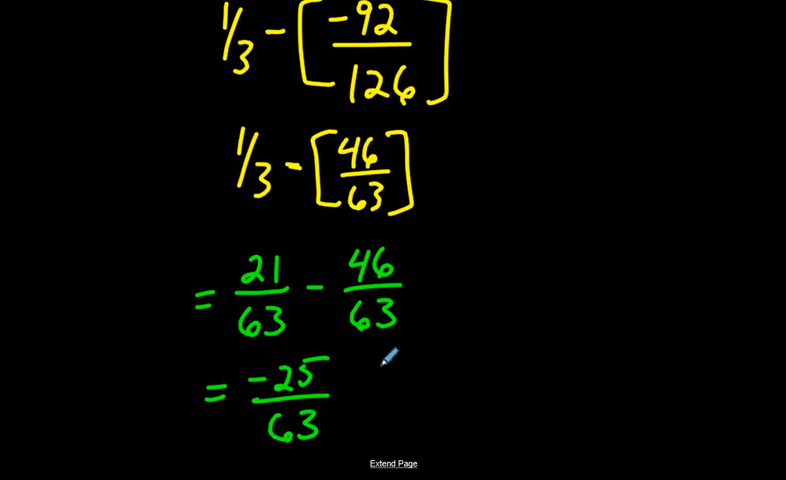 1/3 - [-92/126]
1/3 - [46/63]
= 21/63 - 46/63
= -25/63
Extend Page